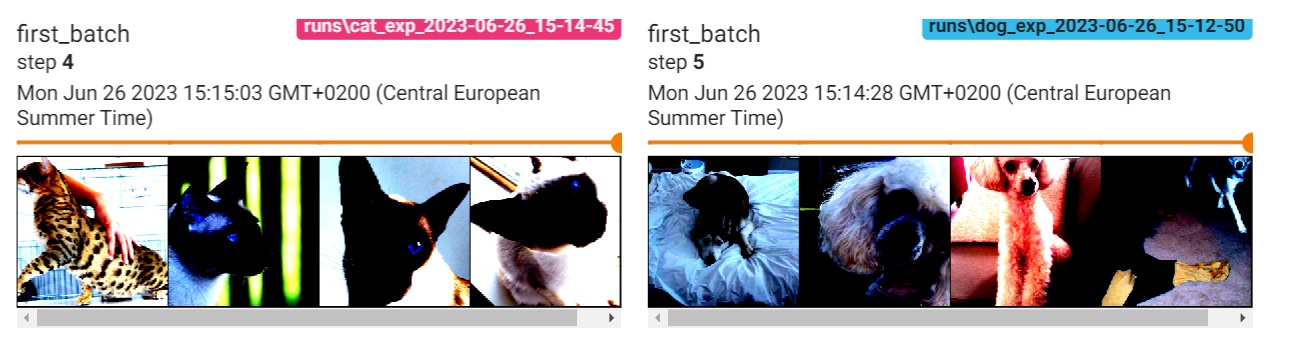 first_batch
runs\cat_exp_2023-06-26_15-14-45
step 4
Mon Jun 26 2023 15:15:03 GMT+0200 (Central European
Summer Time)
first_batch
runs\dog_exp_2023-06-26_15-12-50
step 5
Mon Jun 26 2023 15:14:28 GMT+0200 (Central European
Summer Time)